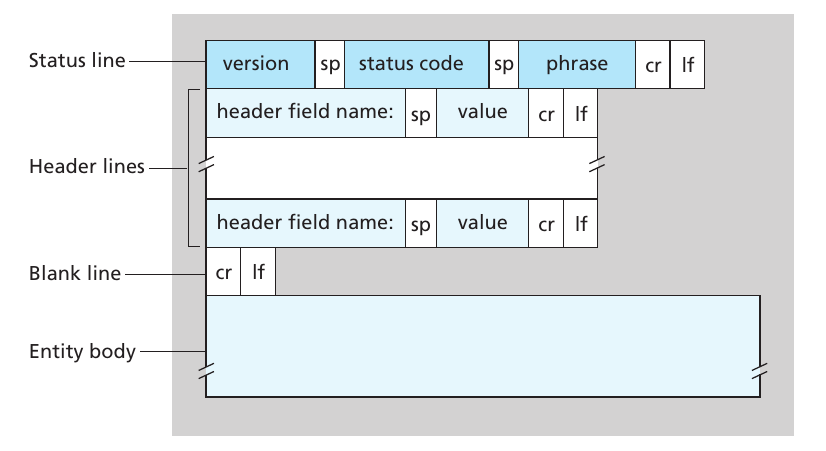 Status line version sp status code sp phrase cr lf
header field name: sp value cr lf
Header lines
header field name: sp value cr lf
Blank line cr lf
Entity body